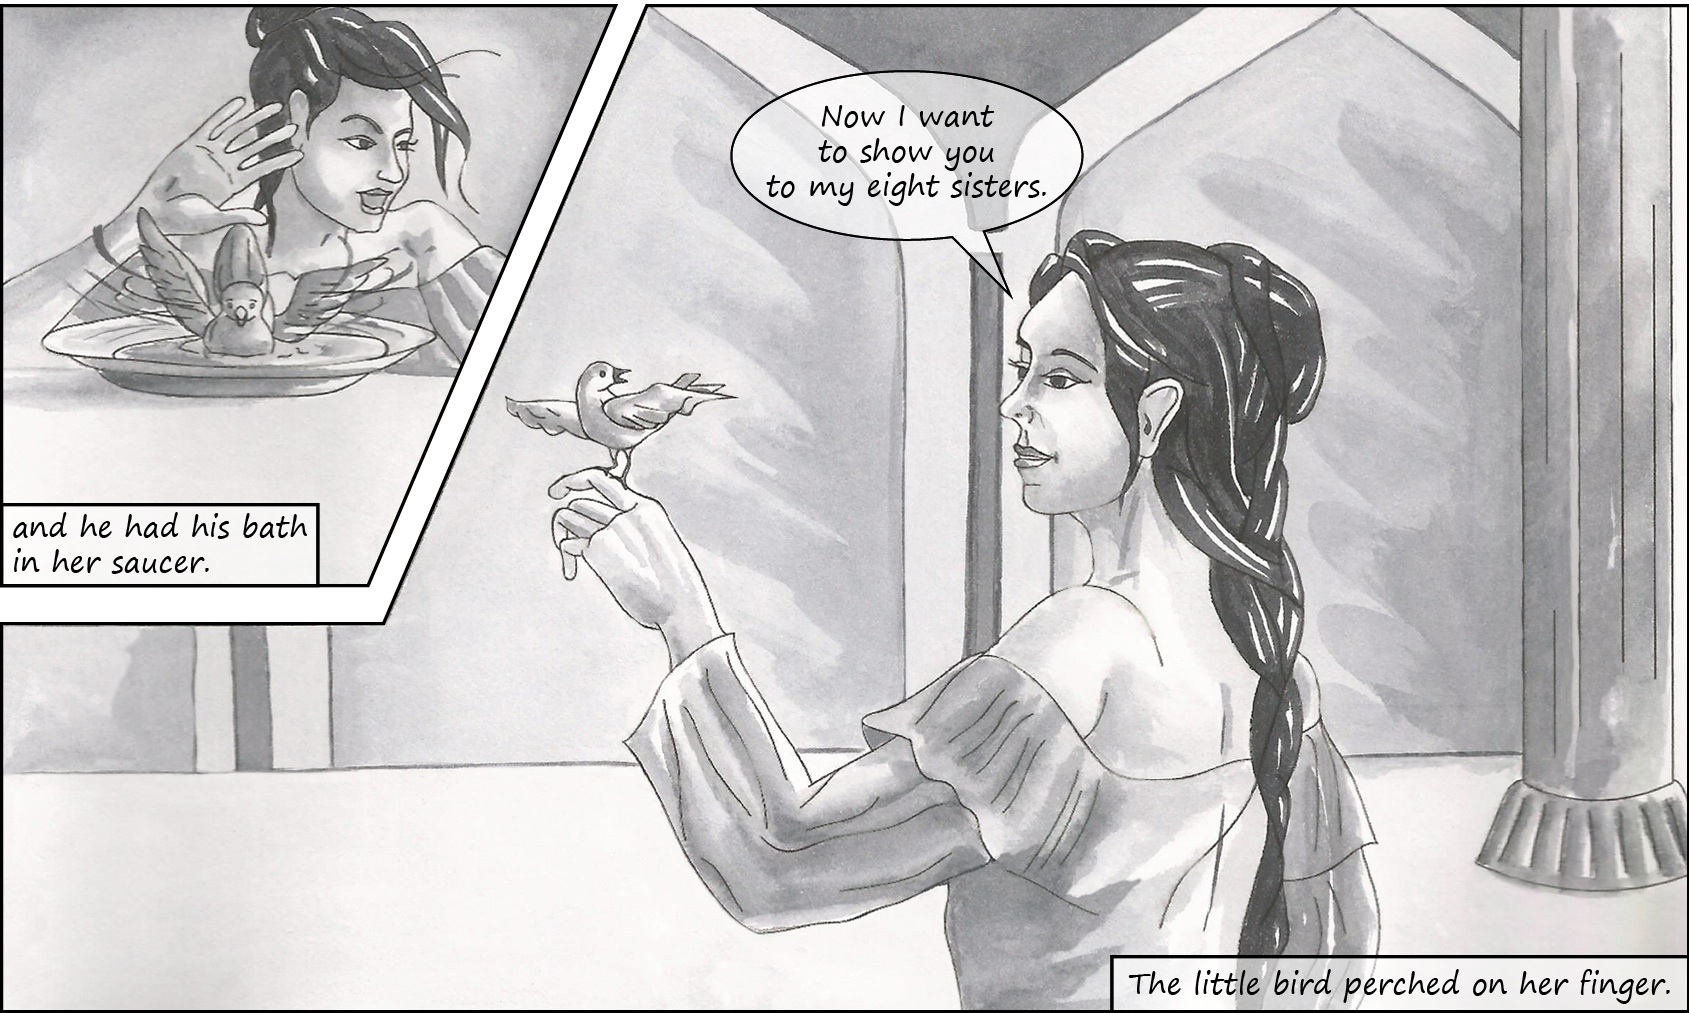 and he had his bath
in her saucer.
Now I want
to show you
to my eight sisters.
The little bird perched on her finger.